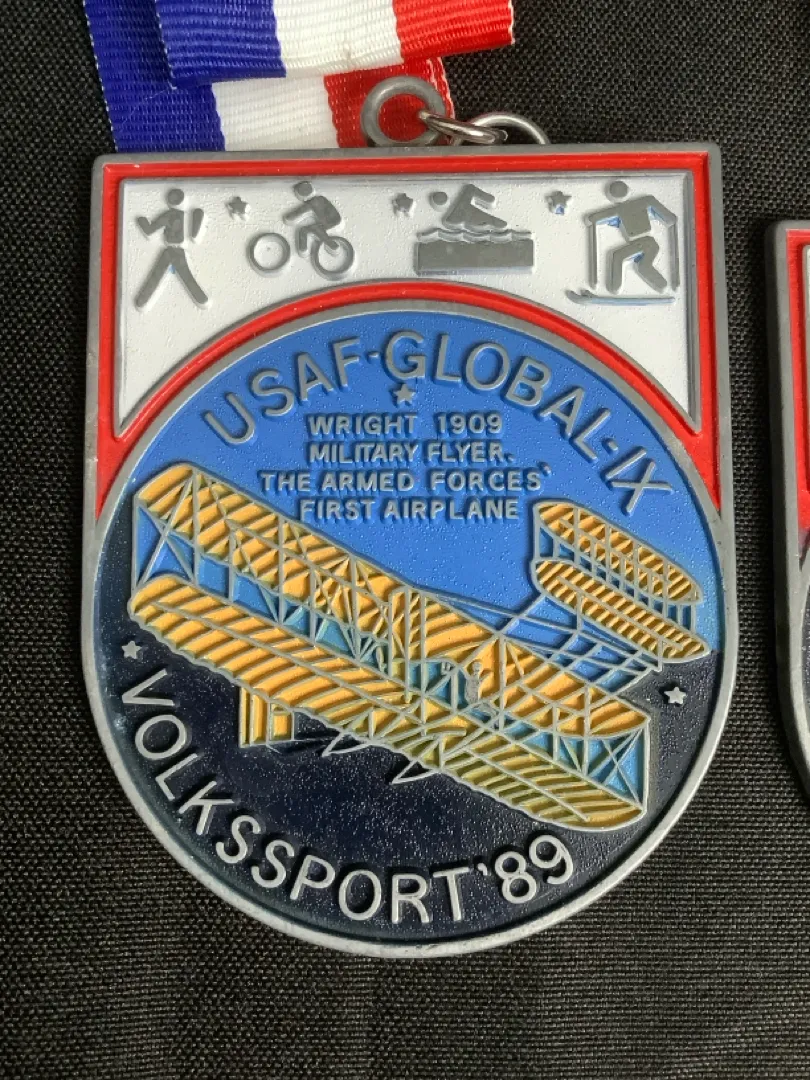 USAF-GLOBAL-IX
WRIGHT 1909
MILITARY FLYER.
THE ARMED FORCES'
FIRST AIRPLANE
VOLKSSPORT '89